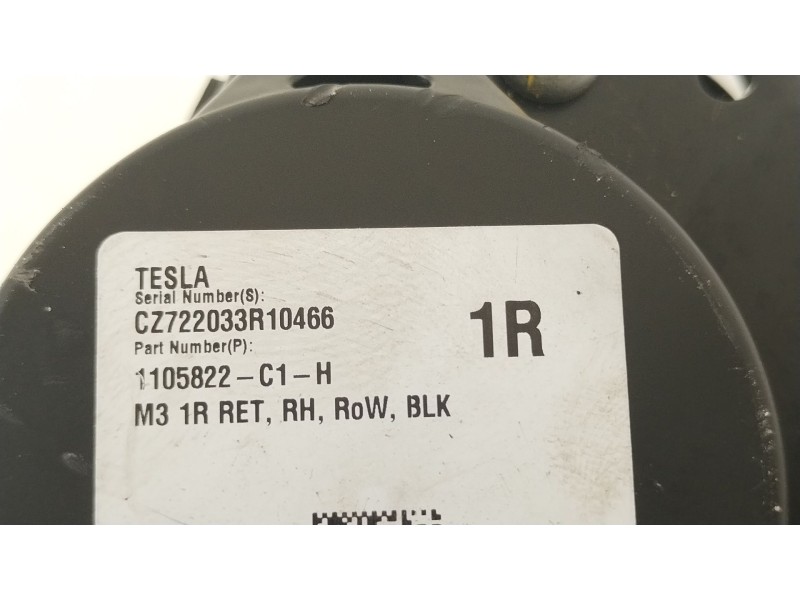 TESLA
Serial Number(S):
CZ722033R10466
Part Number(P):
1105822-C1-H
M3 1R RET, RH, RoW, BLK
1R